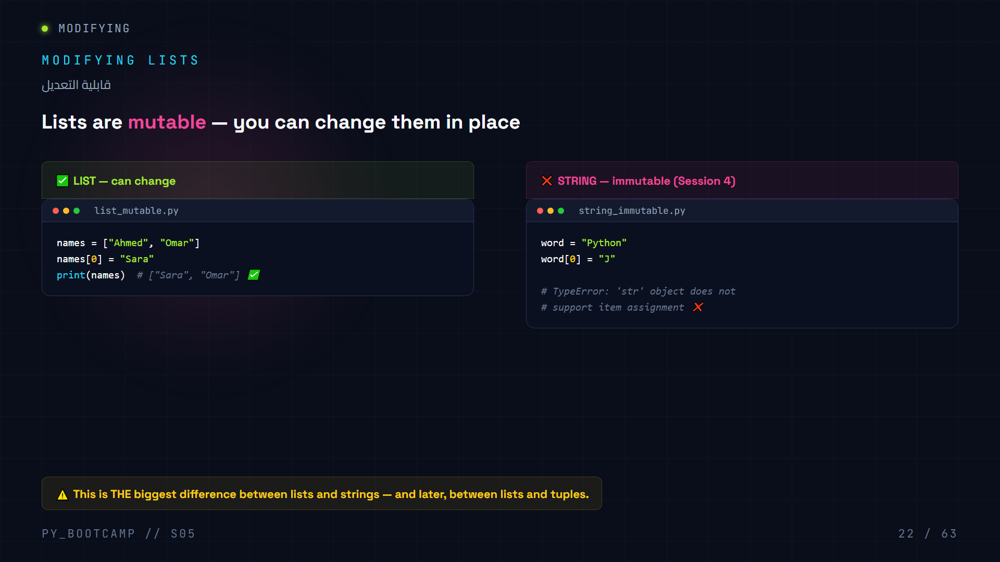 MODIFYING
MODIFYING LISTS
قابلية التعديل
Lists are mutable — you can change them in place
✅ LIST — can change
list_mutable.py
names = ["Ahmed", "Omar"]
names[0] = "Sara"
print(names)  # ["Sara", "Omar"] ✅
❌ STRING — immutable (Session 4)
string_immutable.py
word = "Python"
word[0] = "J"
# TypeError: 'str' object does not
# support item assignment ❌
⚠️ This is THE biggest difference between lists and strings — and later, between lists and tuples.
PY_BOOTCAMP // S05
22 / 63